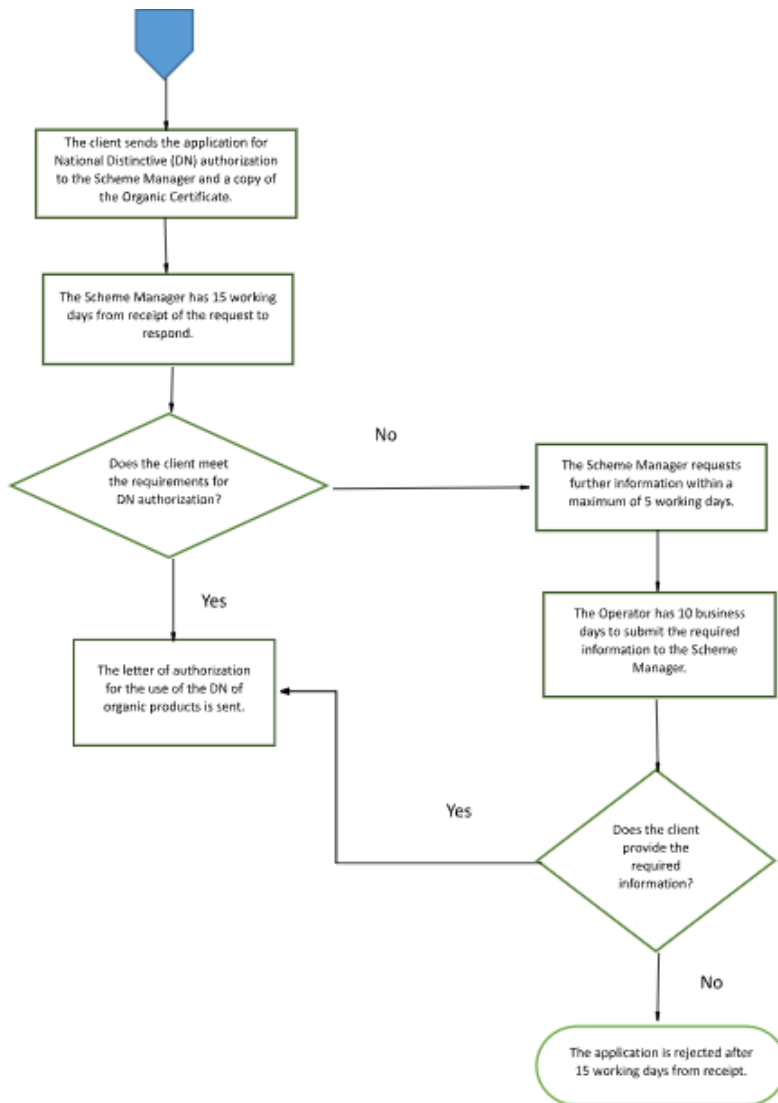 The client sends the application for
National Distinctive (DN) authorization
to the Scheme Manager and a copy of
the Organic Certificate.
The Scheme Manager has 15 working
days from receipt of the request to
respond.
Does the client meet
the requirements for
DN authorization?
No
The Scheme Manager requests
further information within a
maximum of 5 working days.
Yes
The Operator has 10 business
days to submit the required
information to the Scheme
Manager.
The letter of authorization
for the use of the DN of
organic products is sent.
Yes
Does the client
provide the
required
information?
No
The application is rejected after
15 working days from receipt.